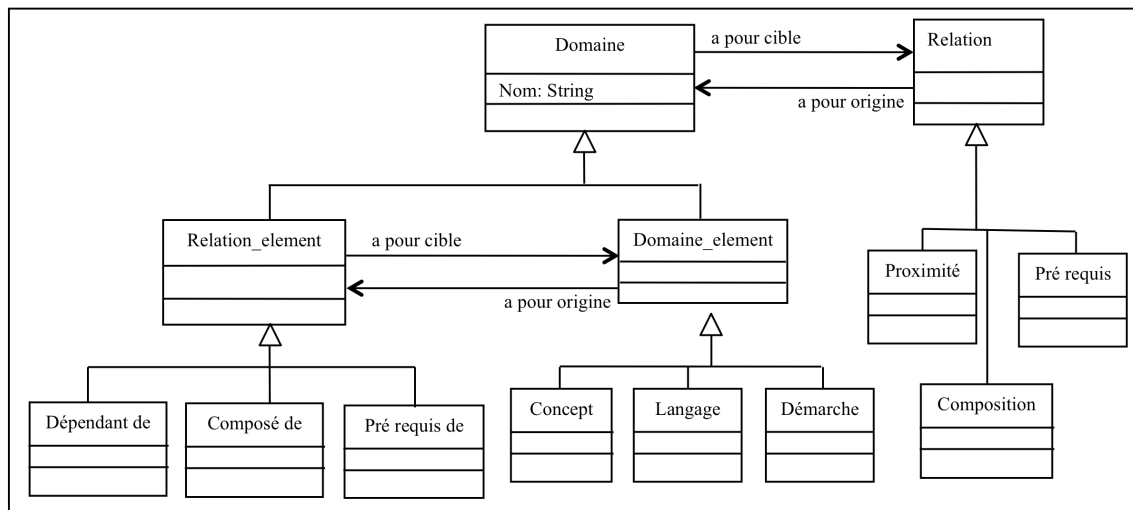 Domaine
a pour cible
Relation
Nom: String
a pour origine
Relation_element
a pour cible
Domaine_element
a pour origine
Proximité
Pré requis
Dépendant de
Composé de
Pré requis de
Concept
Langage
Démarche
Composition